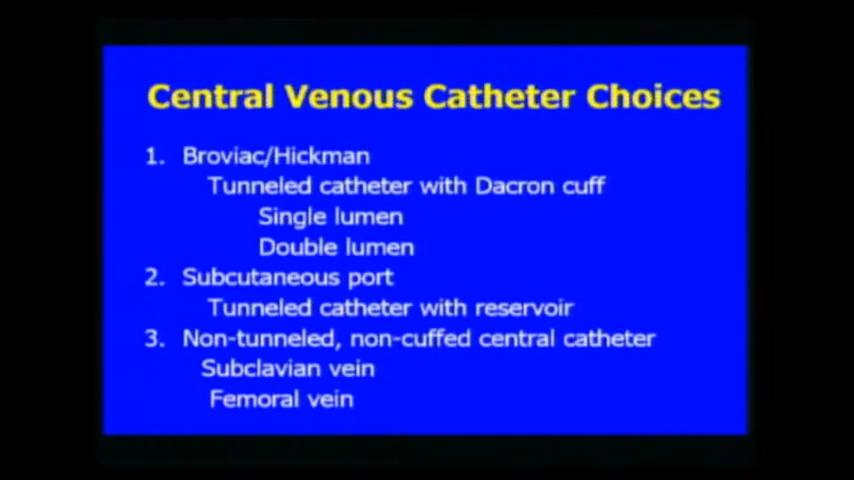 Central Venous Catheter Choices
1. Broviac/Hickman
Tunneled catheter with Dacron cuff
Single lumen
Double lumen
2. Subcutaneous port
Tunneled catheter with reservoir
3. Non-tunneled, non-cuffed central catheter
Subclavian vein
Femoral vein